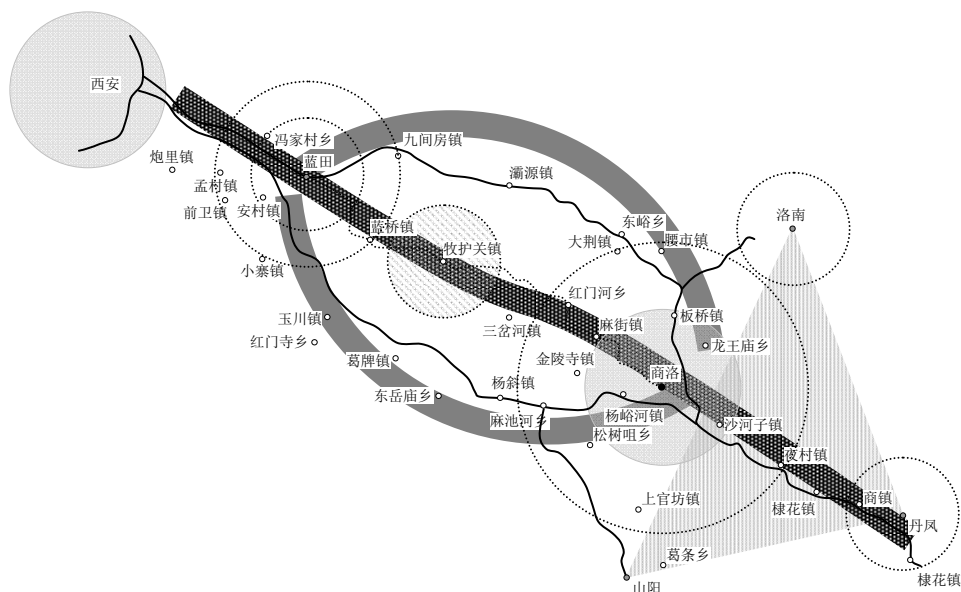 西安
炮里镇
冯家村乡
蓝田
九间房镇
孟村镇
前卫镇
安村镇
灞源镇
小寨镇
蓝桥镇
牧护关镇
大荆镇
东峪乡
腰市镇
洛南
玉川镇
红门寺乡
三岔河镇
红门河乡
麻街镇
板桥镇
龙王庙乡
葛牌镇
东岳庙乡
金陵寺镇
商洛
杨斜镇
麻池河乡
杨峪河镇
松树咀乡
沙河子镇
夜村镇
上官坊镇
棣花镇
商镇
丹凤
葛条乡
山阳
棣花镇